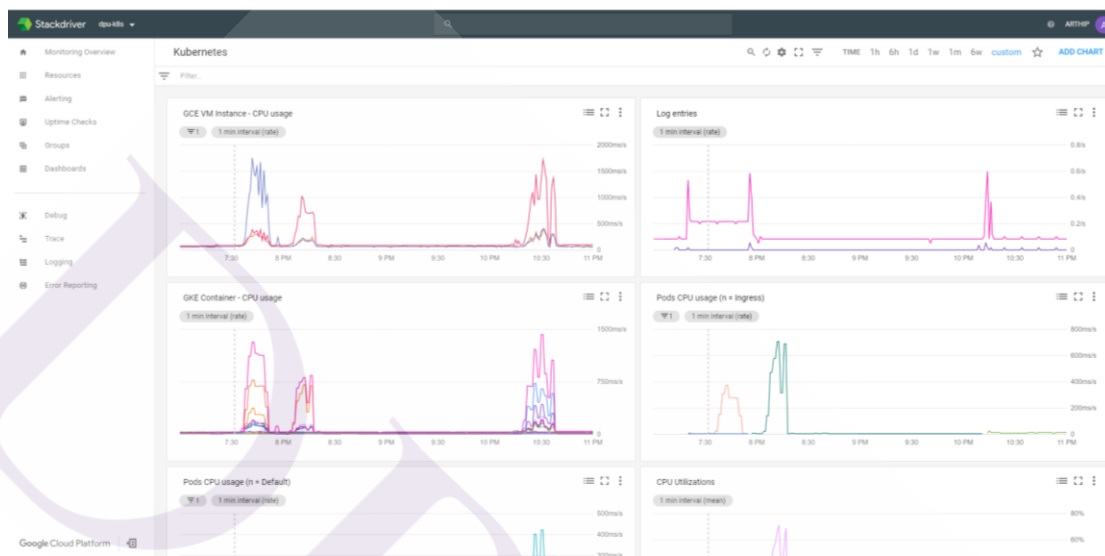 Stackdriver dpu-k8s ARTHIP
Monitoring Overview
Resources
Alerting
Uptime Checks
Groups
Dashboards
Debug
Trace
Logging
Error Reporting
Google Cloud Platform
Kubernetes TIME 1h 6h 1d 1w 1m 6w custom ADD CHART
Filter...
GCE VM Instance - CPU usage
1 1 min interval (rate)
2000ms/s
1500ms/s
1000ms/s
500ms/s
0
7:30 8 PM 8:30 9 PM 9:30 10 PM 10:30 11 PM
Log entries
1 min interval (rate)
0.8/s
0.6/s
0.4/s
0.2/s
0
7:30 8 PM 8:30 9 PM 9:30 10 PM 10:30 11 PM
GKE Container - CPU usage
1 min interval (rate)
1500ms/s
750ms/s
0
7:30 8 PM 8:30 9 PM 9:30 10 PM 10:30 11 PM
Pods CPU usage (n = Ingress)
1 1 min interval (rate)
800ms/s
600ms/s
400ms/s
200ms/s
0
7:30 8 PM 8:30 9 PM 9:30 10 PM 10:30 11 PM
Pods CPU usage (n = Default)
1 1 min interval (rate)
500ms/s
400ms/s
300ms/s
CPU Utilizations
1 min interval (mean)
80%
60%